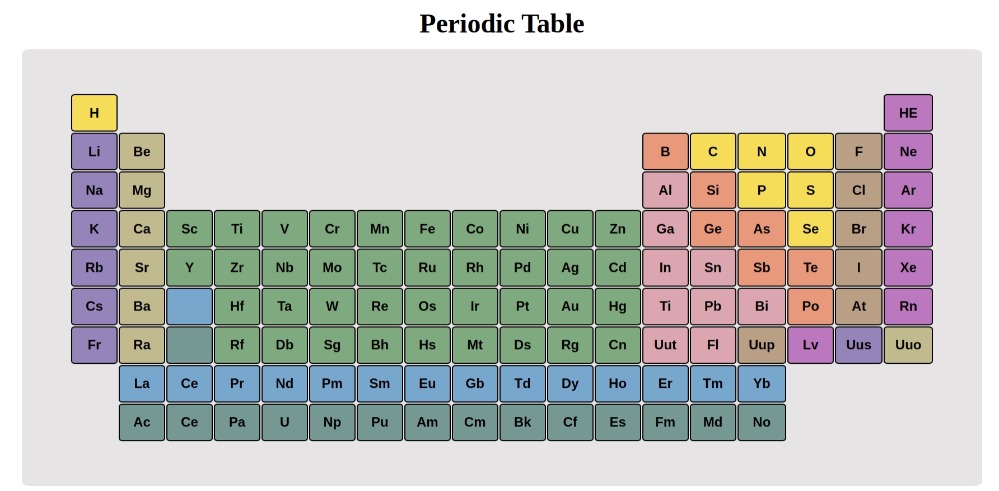 Periodic Table
H HE
Li Be B C N O F Ne
Na Mg Al Si P S Cl Ar
K Ca Sc Ti V Cr Mn Fe Co Ni Cu Zn Ga Ge As Se Br Kr
Rb Sr Y Zr Nb Mo Tc Ru Rh Pd Ag Cd In Sn Sb Te I Xe
Cs Ba Hf Ta W Re Os Ir Pt Au Hg Ti Pb Bi Po At Rn
Fr Ra Rf Db Sg Bh Hs Mt Ds Rg Cn Uut Fl Uup Lv Uus Uuo
La Ce Pr Nd Pm Sm Eu Gb Td Dy Ho Er Tm Yb
Ac Ce Pa U Np Pu Am Cm Bk Cf Es Fm Md No